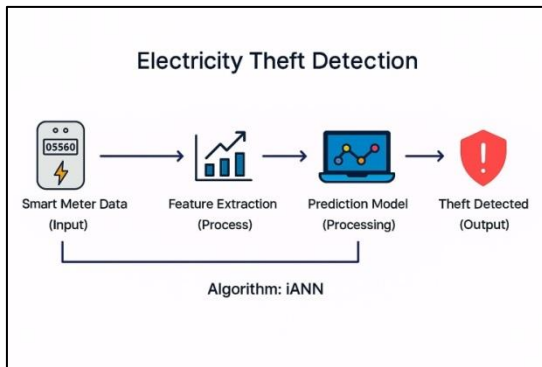 Electricity Theft Detection
05560
Smart Meter Data
(Input)
Feature Extraction
(Process)
Prediction Model
(Processing)
Theft Detected
(Output)
Algorithm: iANN